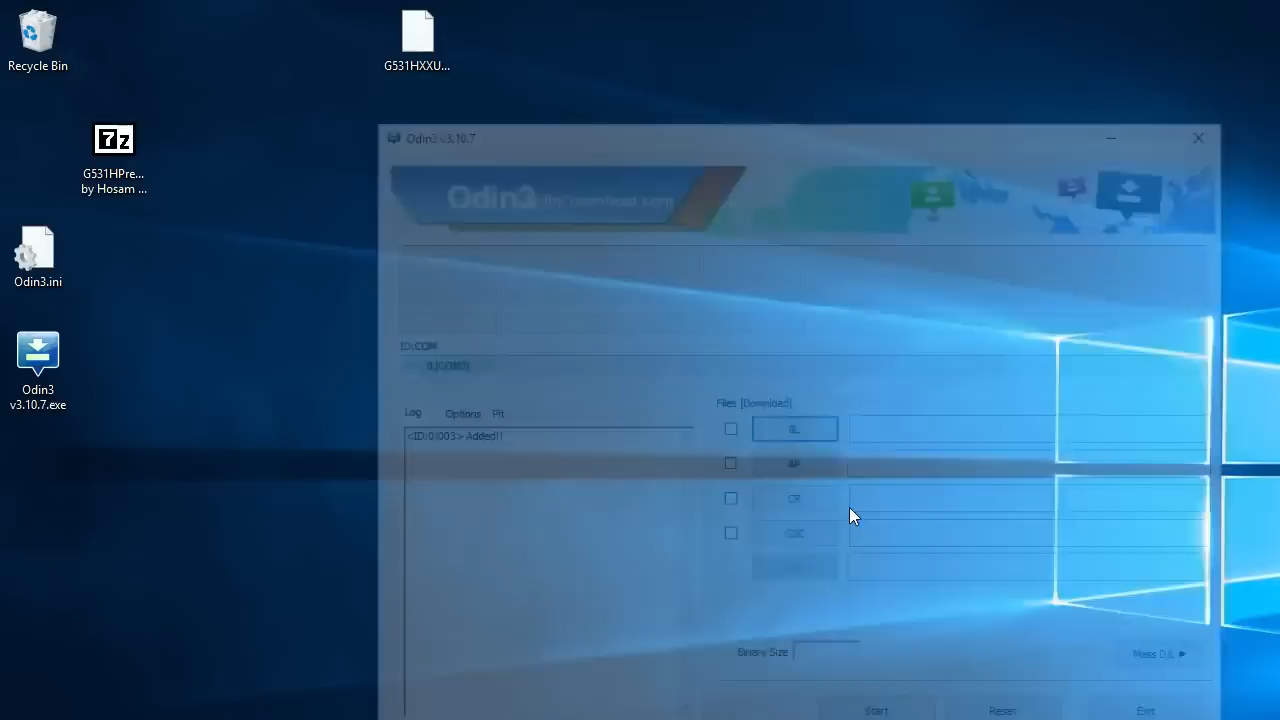 Recycle Bin
G531HXXU...
7z
G531HPre...
by Hosam ...
Odin3.ini
Odin3
v3.10.7.exe
Odin3 v3.10.7
Odin3
ID:COM
0:[COM3]
Log
Options
Pit
<ID:0/003> Added!!
Files [Download]
BL
AP
CP
CSC
Binary Size
Mass D/L ▶
Start
Reset
Exit